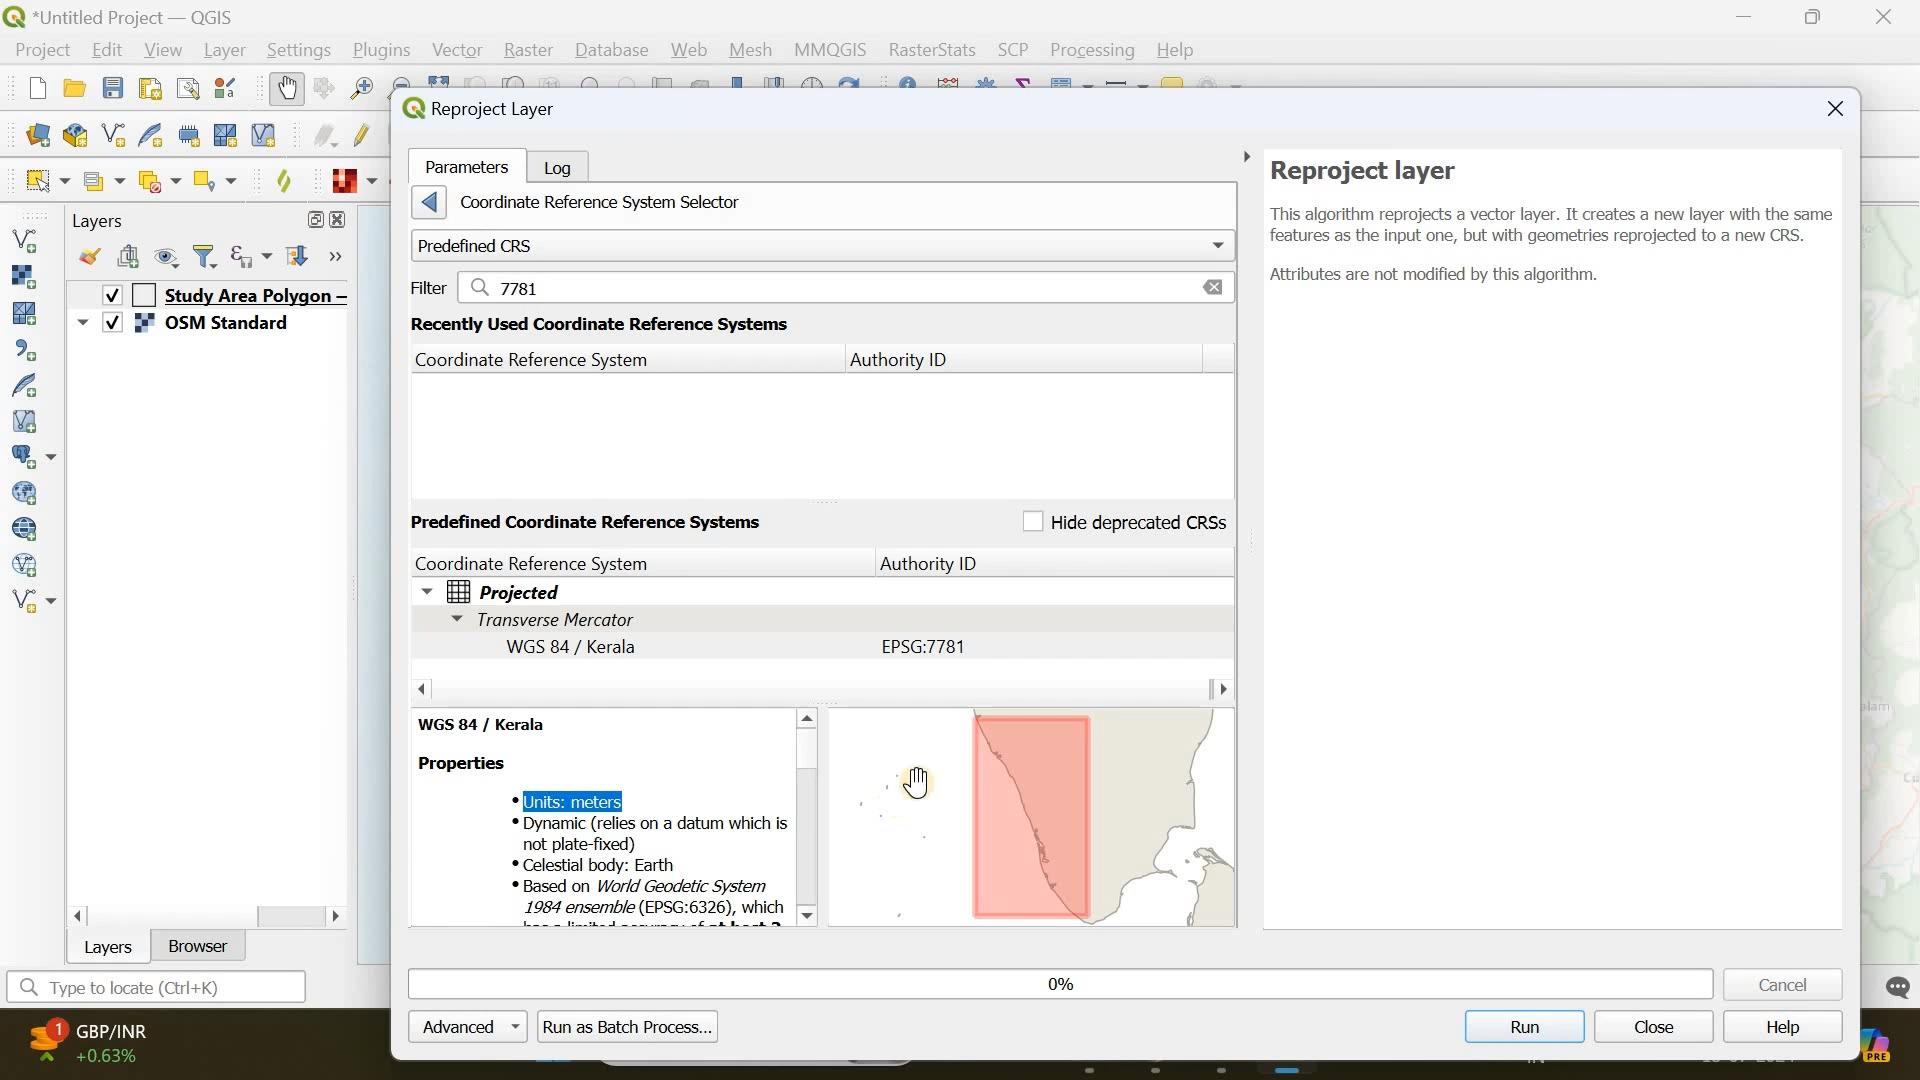 *Untitled Project — QGIS
Project Edit View Layer Settings Plugins Vector Raster Database Web Mesh MMQGIS RasterStats SCP Processing Help
Reproject Layer
Parameters Log
Coordinate Reference System Selector
Predefined CRS
Filter 7781
Recently Used Coordinate Reference Systems
Coordinate Reference System Authority ID
Predefined Coordinate Reference Systems Hide deprecated CRSs
Coordinate Reference System Authority ID
Projected
Transverse Mercator
WGS 84 / Kerala EPSG:7781
WGS 84 / Kerala
Properties
Units: meters
Dynamic (relies on a datum which is
not plate-fixed)
Celestial body: Earth
Based on World Geodetic System
1984 ensemble (EPSG:6326), which
Reproject layer
This algorithm reprojects a vector layer. It creates a new layer with the same
features as the input one, but with geometries reprojected to a new CRS.
Attributes are not modified by this algorithm.
Layers
Study Area Polygon —
OSM Standard
Layers Browser
Type to locate (Ctrl+K)
0%
Cancel
Advanced Run as Batch Process... Run Close Help
1 GBP/INR
+0.63%
PRE